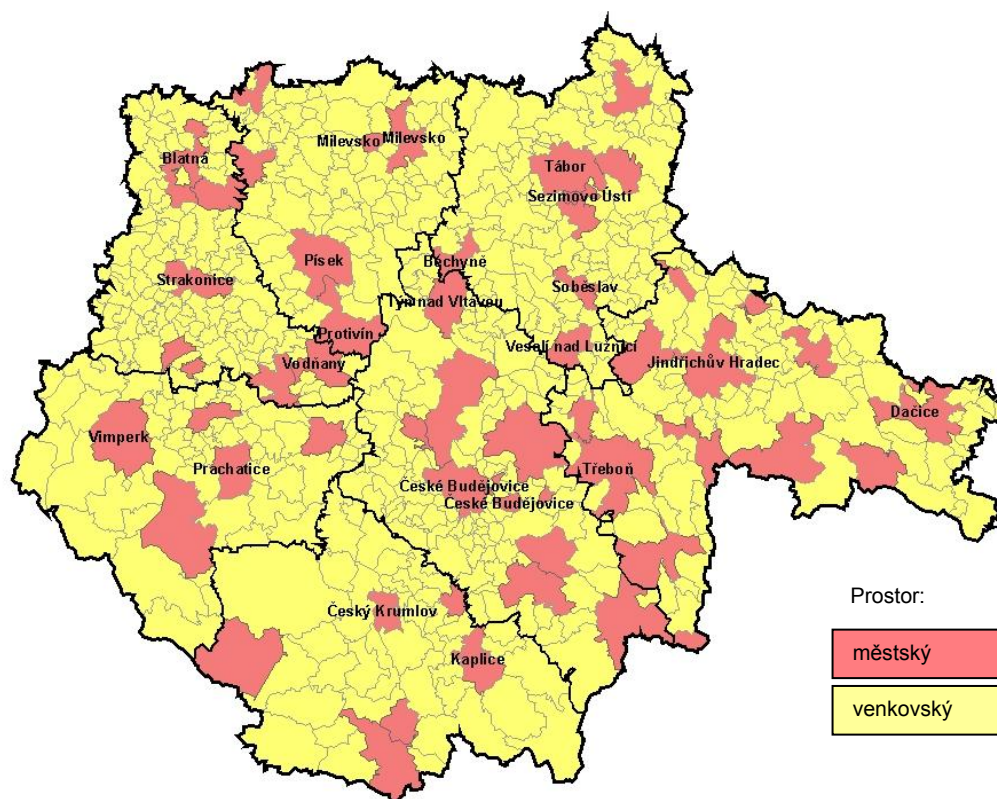 Milevsko Milevsko
Blatná
Tábor
Sezimovo Ústí
Písek
Bechyně
Strakonice
Soběslav
Týn nad Vltavou
Protivín
Veselí nad Lužnicí
Vodňany
Jindřichův Hradec
Dačice
Vimperk
Prachatice
Třeboň
České Budějovice
České Budějovice
Český Krumlov
Kaplice
Prostor:
městský
venkovský